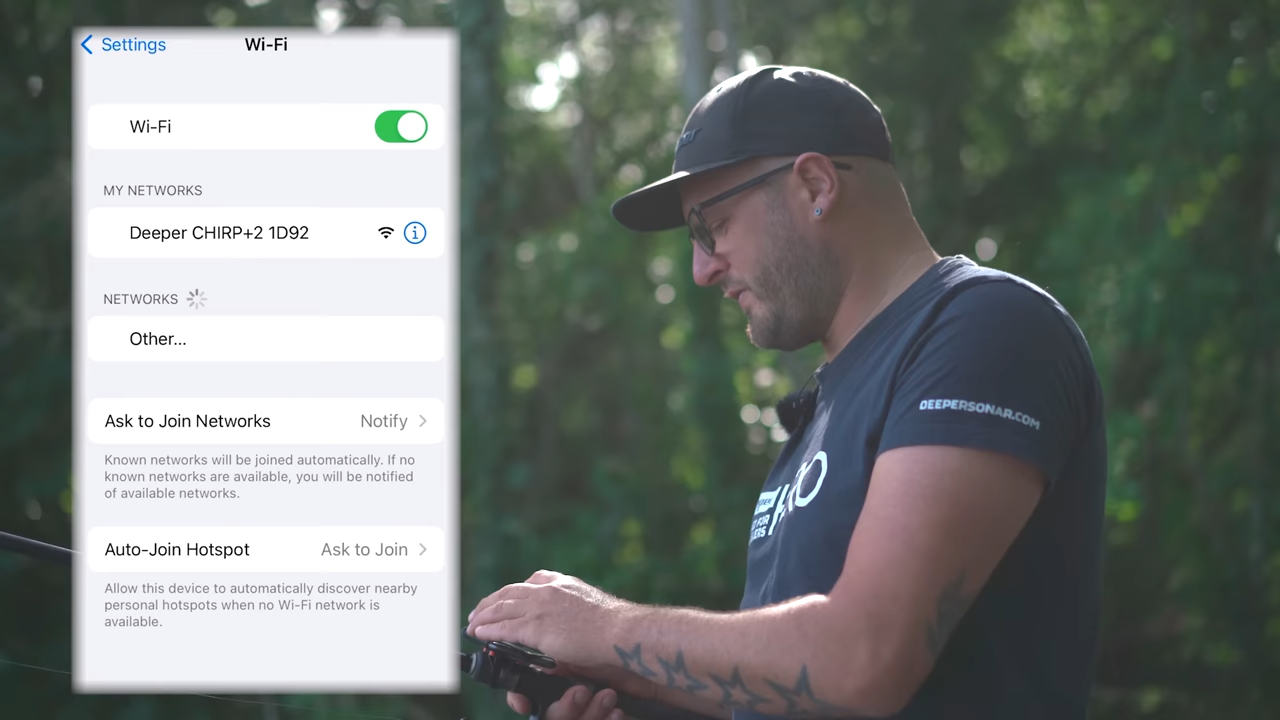 Settings
Wi-Fi
Wi-Fi
MY NETWORKS
Deeper CHIRP+2 1D92
NETWORKS
Other...
Ask to Join Networks
Notify
Known networks will be joined automatically. If no
known networks are available, you will be notified
of available networks.
Auto-Join Hotspot
Ask to Join
Allow this device to automatically discover nearby
personal hotspots when no Wi-Fi network is
available.
DEEPERSONAR.COM